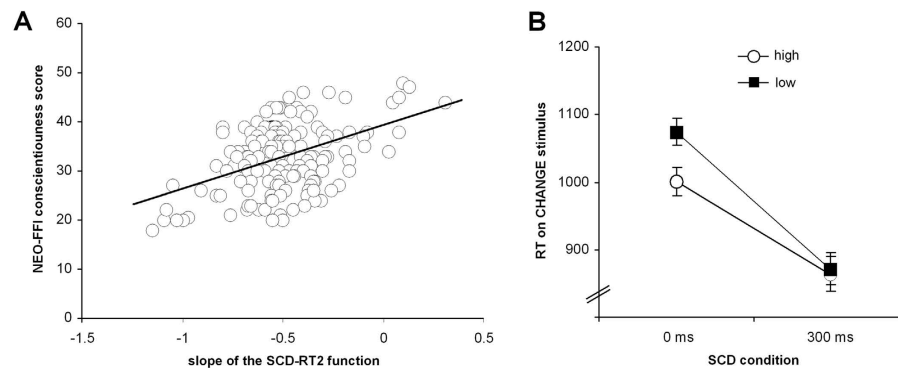 A
NEO-FFI conscientiouness score
60
50
40
30
20
10
0
-1.5
-1
-0.5
0
0.5
slope of the SCD-RT2 function
B
RT on CHANGE stimulus
1200
1100
1000
900
high
low
0 ms
300 ms
SCD condition